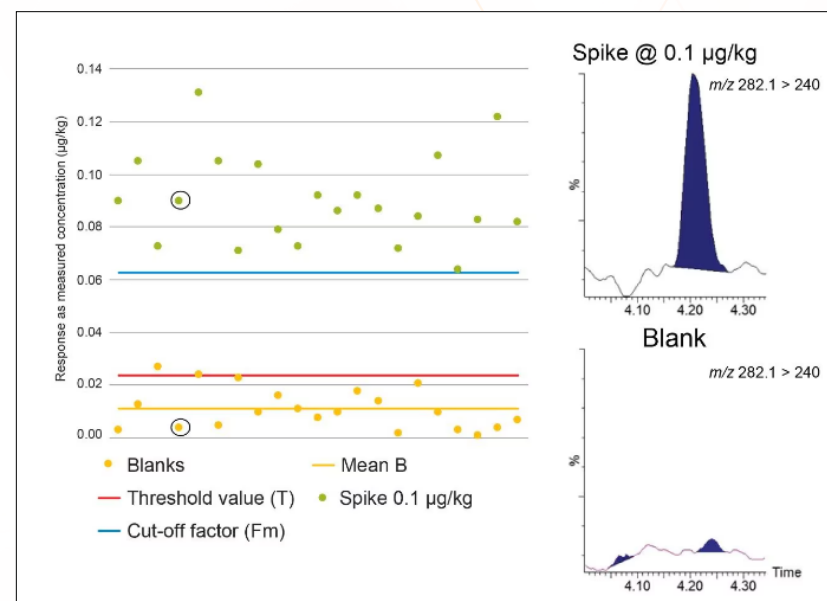 Response as measured concentration (µg/kg)
0.14
0.12
0.10
0.08
0.06
0.04
0.02
0.00
Blanks
Mean B
Threshold value (T)
Spike 0.1 µg/kg
Cut-off factor (Fm)
Spike @ 0.1 µg/kg
m/z 282.1 > 240
%
4.10 4.20 4.30
Blank
m/z 282.1 > 240
%
Time
4.10 4.20 4.30